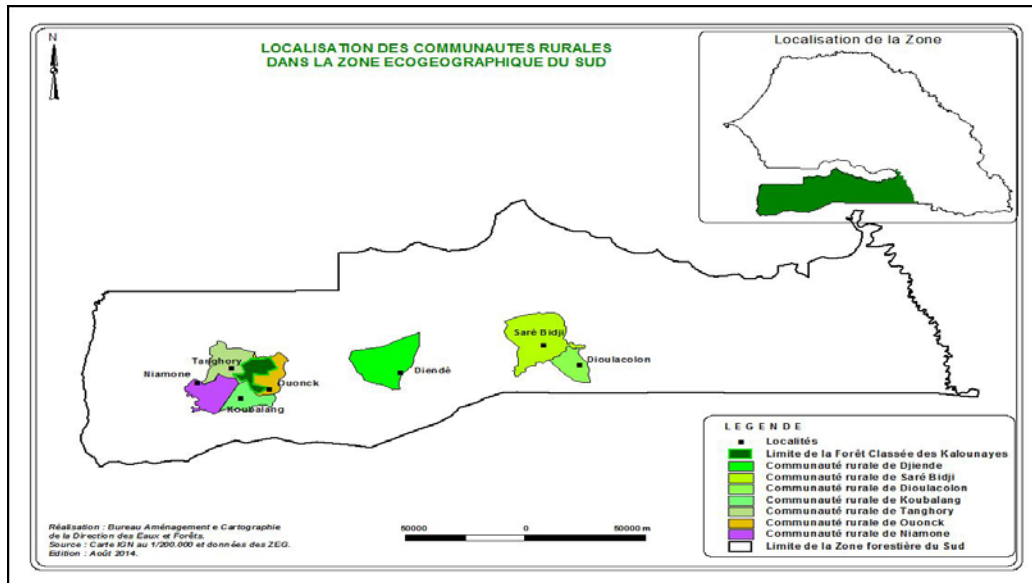 N
LOCALISATION DES COMMUNAUTES RURALES
DANS LA ZONE ECOGEOGRAPHIQUE DU SUD
Localisation de la Zone
Saré Bidji
Dioulacolon
Tanghory
Niamone
Diendé
Ouonck
Koubalang
LEGENDE
Localités
Limite de la Forêt Classée des Kalounayes
Communauté rurale de Djiende
Communauté rurale de Saré Bidji
Communauté rurale de Dioulacolon
Communauté rurale de Koubalang
Communauté rurale de Tanghory
Communauté rurale de Ouonck
Communauté rurale de Niamone
Limite de la Zone forestière du Sud
Réalisation : Bureau Aménagement e Cartographie
de la Direction des Eaux et Forêts.
Source : Carte IGN au 1/200.000 et données des ZEG.
Edition : Août 2014.
50000 0 50000 m